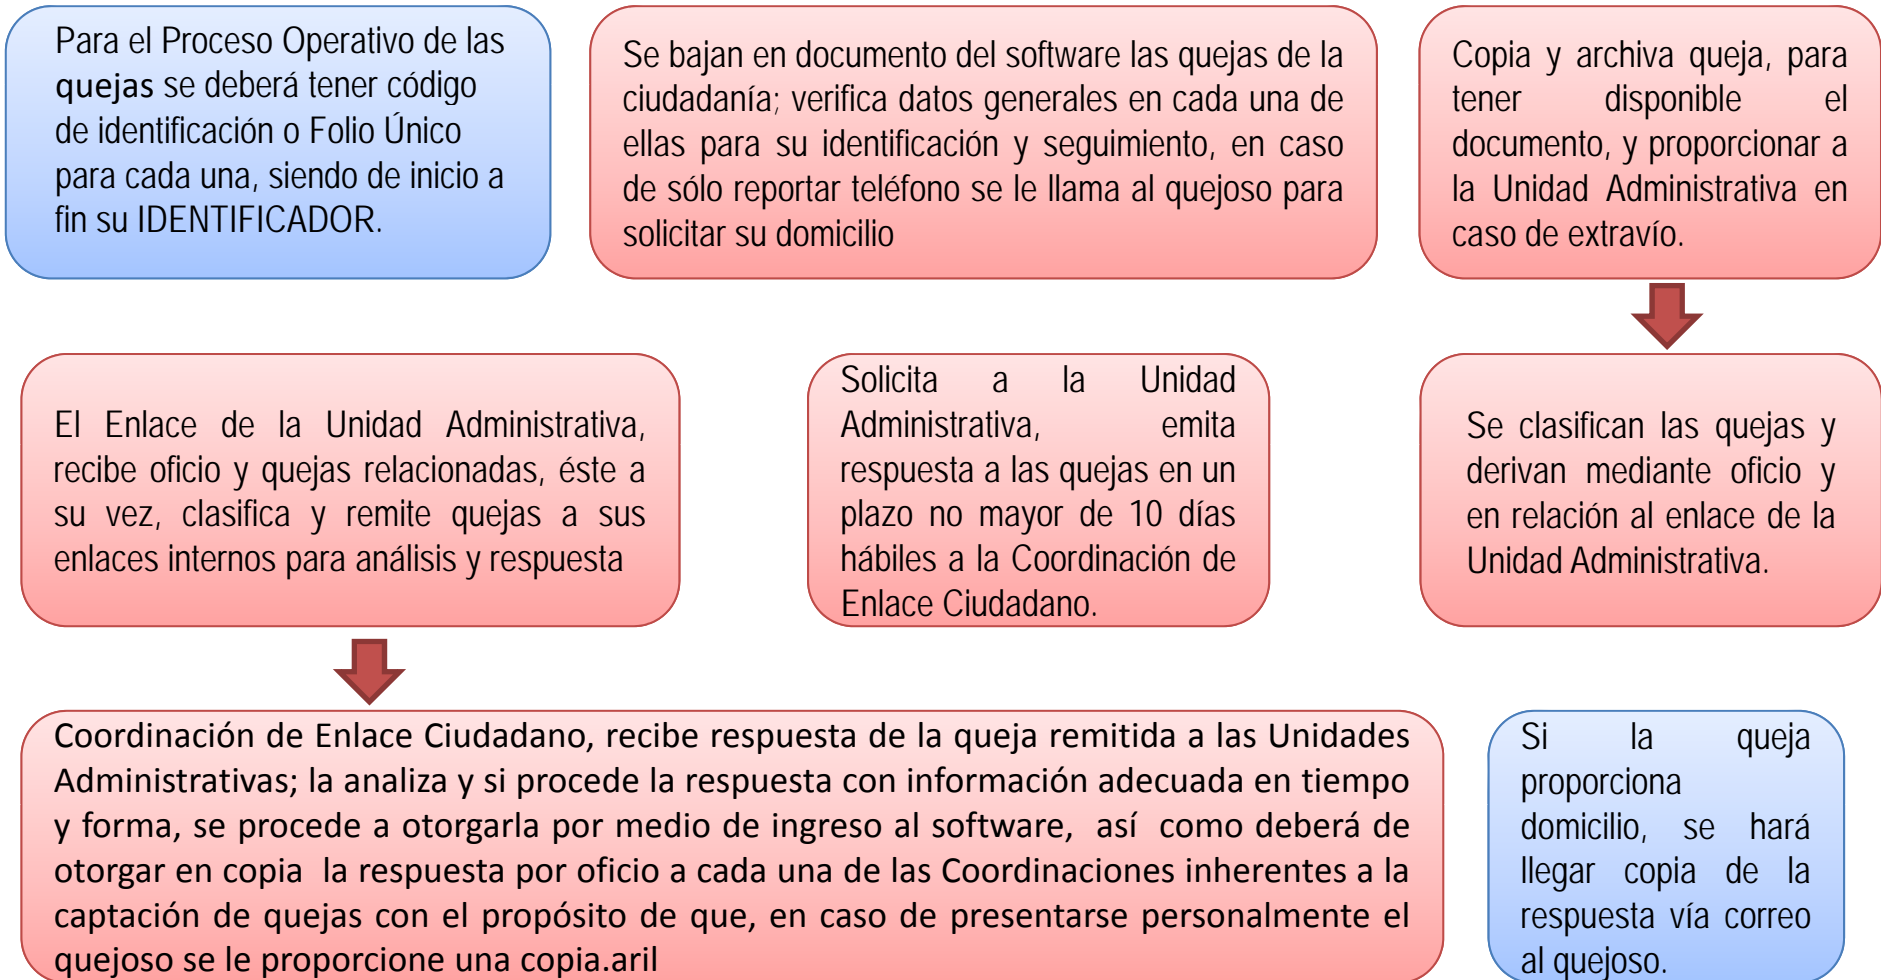 Para el Proceso Operativo de las
quejas se deberá tener código
de identificación o Folio Único
para cada una, siendo de inicio a
fin su IDENTIFICADOR.
Se bajan en documento del software las quejas de la
ciudadanía; verifica datos generales en cada una de
ellas para su identificación y seguimiento, en caso
de sólo reportar teléfono se le llama al quejoso para
solicitar su domicilio
Copia y archiva queja, para
tener disponible el
documento, y proporcionar a
la Unidad Administrativa en
caso de extravío.
El Enlace de la Unidad Administrativa,
recibe oficio y quejas relacionadas, éste a
su vez, clasifica y remite quejas a sus
enlaces internos para análisis y respuesta
Solicita a la Unidad
Administrativa, emita
respuesta a las quejas en un
plazo no mayor de 10 días
hábiles a la Coordinación de
Enlace Ciudadano.
Se clasifican las quejas y
derivan mediante oficio y
en relación al enlace de la
Unidad Administrativa.
Coordinación de Enlace Ciudadano, recibe respuesta de la queja remitida a las Unidades
Administrativas; la analiza y si procede la respuesta con información adecuada en tiempo
y forma, se procede a otorgarla por medio de ingreso al software, así como deberá de
otorgar en copia la respuesta por oficio a cada una de las Coordinaciones inherentes a la
captación de quejas con el propósito de que, en caso de presentarse personalmente el
quejoso se le proporcione una copia.aril
Si la queja
proporciona
domicilio, se hará
llegar copia de la
respuesta vía correo
al quejoso.